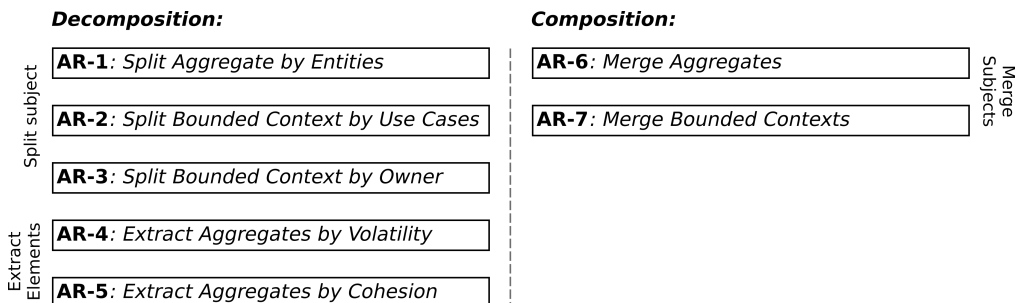 Decomposition:
Split subject
AR-1: Split Aggregate by Entities
AR-2: Split Bounded Context by Use Cases
AR-3: Split Bounded Context by Owner
Extract
Elements
AR-4: Extract Aggregates by Volatility
AR-5: Extract Aggregates by Cohesion
Composition:
AR-6: Merge Aggregates
AR-7: Merge Bounded Contexts
Merge
Subjects